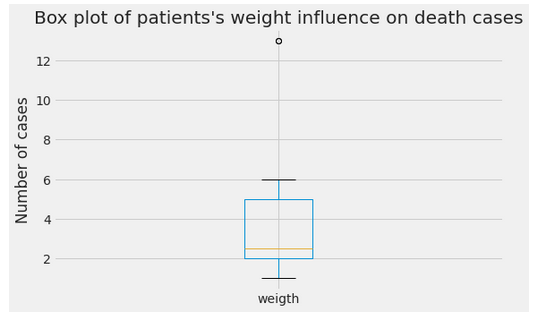 Box plot of patients's weight influence on death cases
Number of cases
12
10
8
6
4
2
weigth